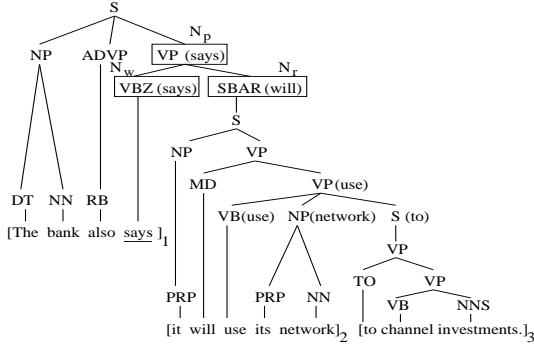 S
N_p
NP ADVP VP (says)
N_w N_r
VBZ (says) SBAR (will)
S
NP VP
MD VP(use)
DT NN RB VB(use) NP(network) S (to)
[The bank also says ]_1
VP
TO VP
PRP PRP NN VB NNS
[it will use its network]_2 [to channel investments.]_3